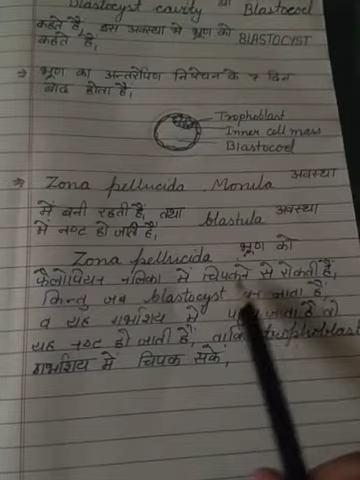 Blastocyst cavity या Blastocoel
कहते है, इस अवस्था मे भ्रूण को BLASTOCYST
कहते है,
⇒ भ्रूण का अन्तर्रोपण निषेचन के 7 दिन
बाद होता है,
Trophoblast
Inner cell mass
Blastocoel
⇒ Zona pellucida Morula अवस्था
में बनी रहती हैं, तथा blastula अवस्था
में नष्ट हो जाती है,
Zona pellucida भ्रूण को
फैलोपियन नलिका में चिपकने से रोकती हैं,
किन्तु जब blastocyst बन जाता है,
व यह गर्भाशय में जाता है तो
यह नष्ट हो जाती हैं, ताकि trophoblast
गर्भाशय में चिपक सकें,